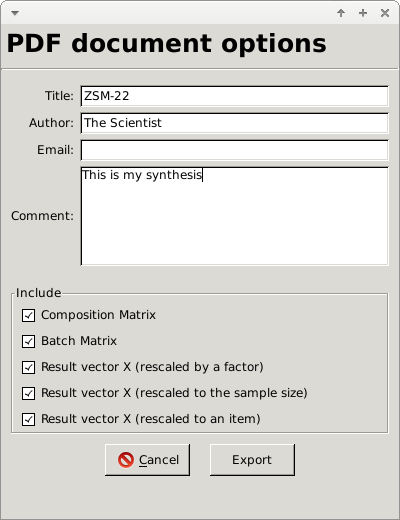 PDF document options
Title: ZSM-22
Author: The Scientist
Email:
This is my synthesis
Comment:
Include
Composition Matrix
Batch Matrix
Result vector X (rescaled by a factor)
Result vector X (rescaled to the sample size)
Result vector X (rescaled to an item)
Cancel Export